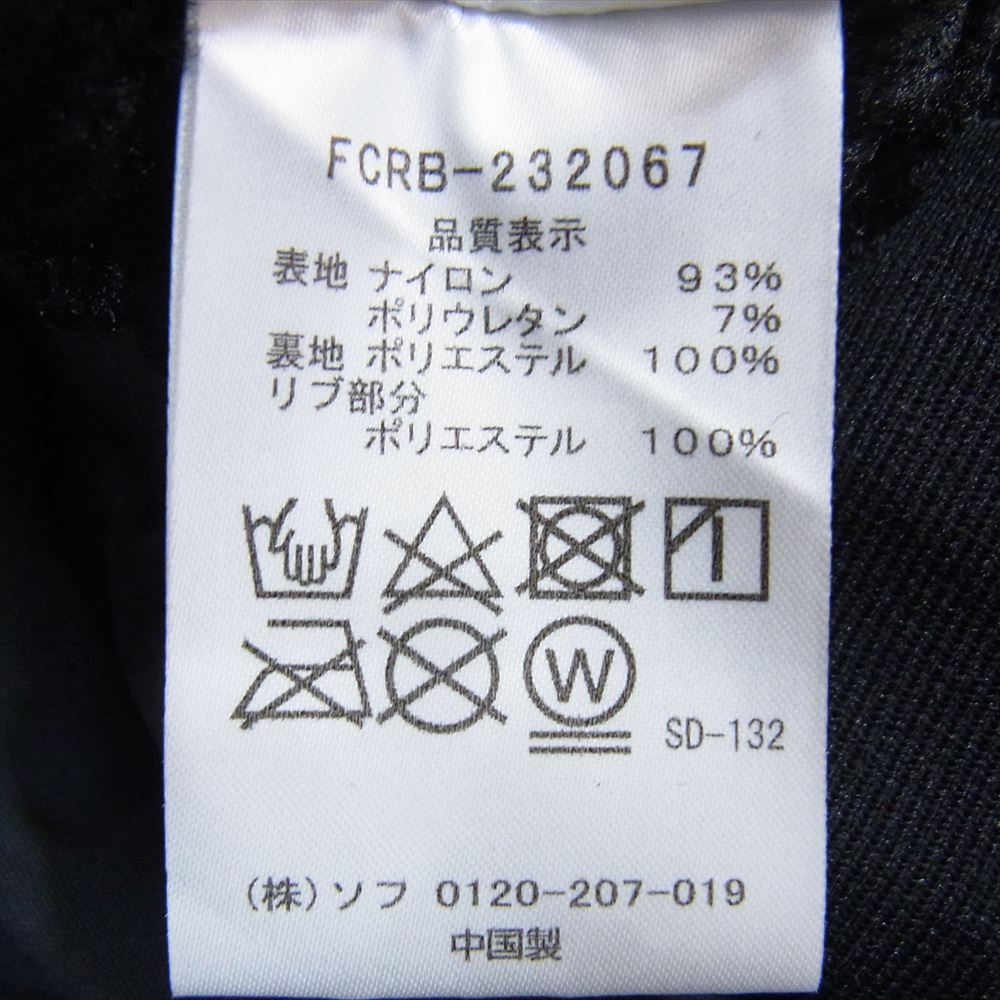 FCRB-232067
品質表示
表地 ナイロン 93%
ポリウレタン 7%
裏地 ポリエステル 100%
リブ部分
ポリエステル 100%
W
SD-132
(株)ソフ 0120-207-019
中国製